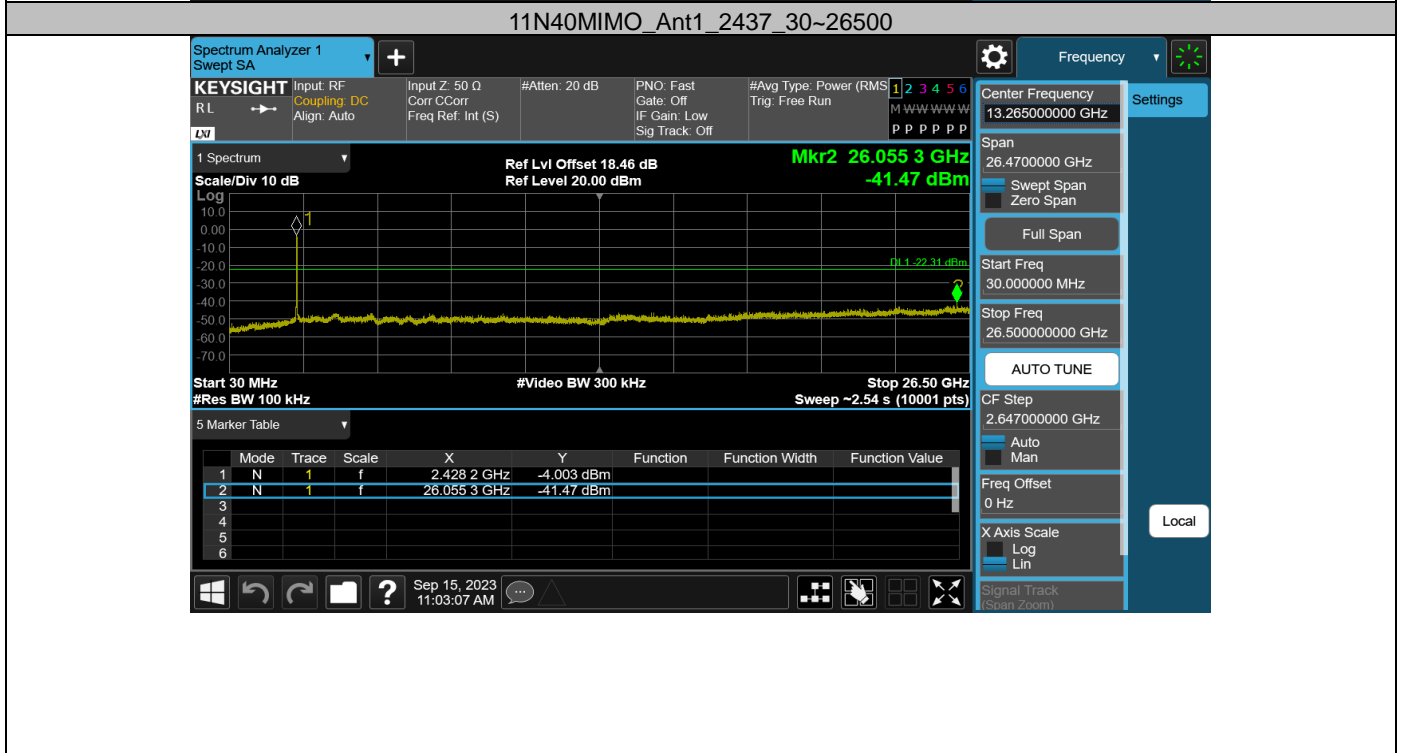 11N40MIMO_Ant1_2437_30~26500
Spectrum Analyzer 1
Swept SA
+
Frequency
KEYSIGHT
R L
LXI
Input: RF
Coupling: DC
Align: Auto
Input Z: 50 Ω
Corr CCorr
Freq Ref: Int (S)
#Atten: 20 dB
PNO: Fast
Gate: Off
IF Gain: Low
Sig Track: Off
#Avg Type: Power (RMS
Trig: Free Run
1 2 3 4 5 6
M W W W W W
P P P P P P
1 Spectrum
Scale/Div 10 dB
Ref Lvl Offset 18.46 dB
Ref Level 20.00 dBm
Mkr2 26.055 3 GHz
-41.47 dBm
Log
10.0
0.00
-10.0
-20.0
-30.0
-40.0
-50.0
-60.0
-70.0
1
DL1 -22.31 dBm
2
Start 30 MHz
#Video BW 300 kHz
Stop 26.50 GHz
#Res BW 100 kHz
Sweep ~2.54 s (10001 pts)
5 Marker Table
Mode Trace Scale X Y Function Function Width Function Value
1 N 1 f 2.428 2 GHz -4.003 dBm
2 N 1 f 26.055 3 GHz -41.47 dBm
3
4
5
6
?
Sep 15, 2023
11:03:07 AM
Center Frequency
13.265000000 GHz
Span
26.4700000 GHz
Swept Span
Zero Span
Full Span
Start Freq
30.000000 MHz
Stop Freq
26.500000000 GHz
AUTO TUNE
CF Step
2.647000000 GHz
Auto
Man
Freq Offset
0 Hz
X Axis Scale
Log
Lin
Signal Track
(Span Zoom)
Settings
Local